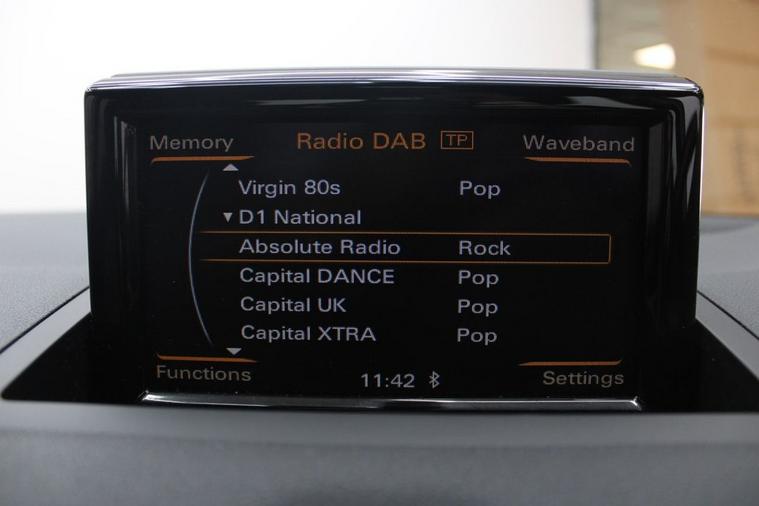 Memory Radio DAB TP Waveband
Virgin 80s Pop
▼ D1 National
Absolute Radio Rock
Capital DANCE Pop
Capital UK Pop
Capital XTRA Pop
Functions 11:42 Settings